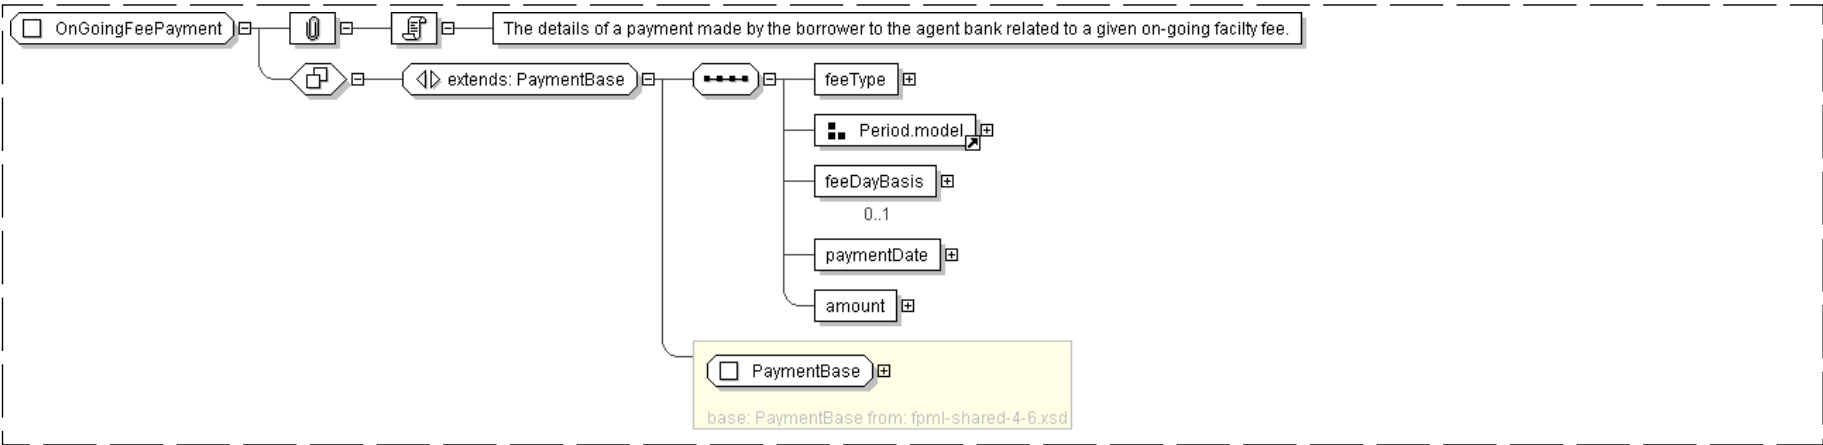 OnGoingFeePayment
The details of a payment made by the borrower to the agent bank related to a given on-going facilty fee.
extends: PaymentBase
feeType
Period.model
feeDayBasis
0..1
paymentDate
amount
PaymentBase
base: PaymentBase from: fpml-shared-4-6.xsd